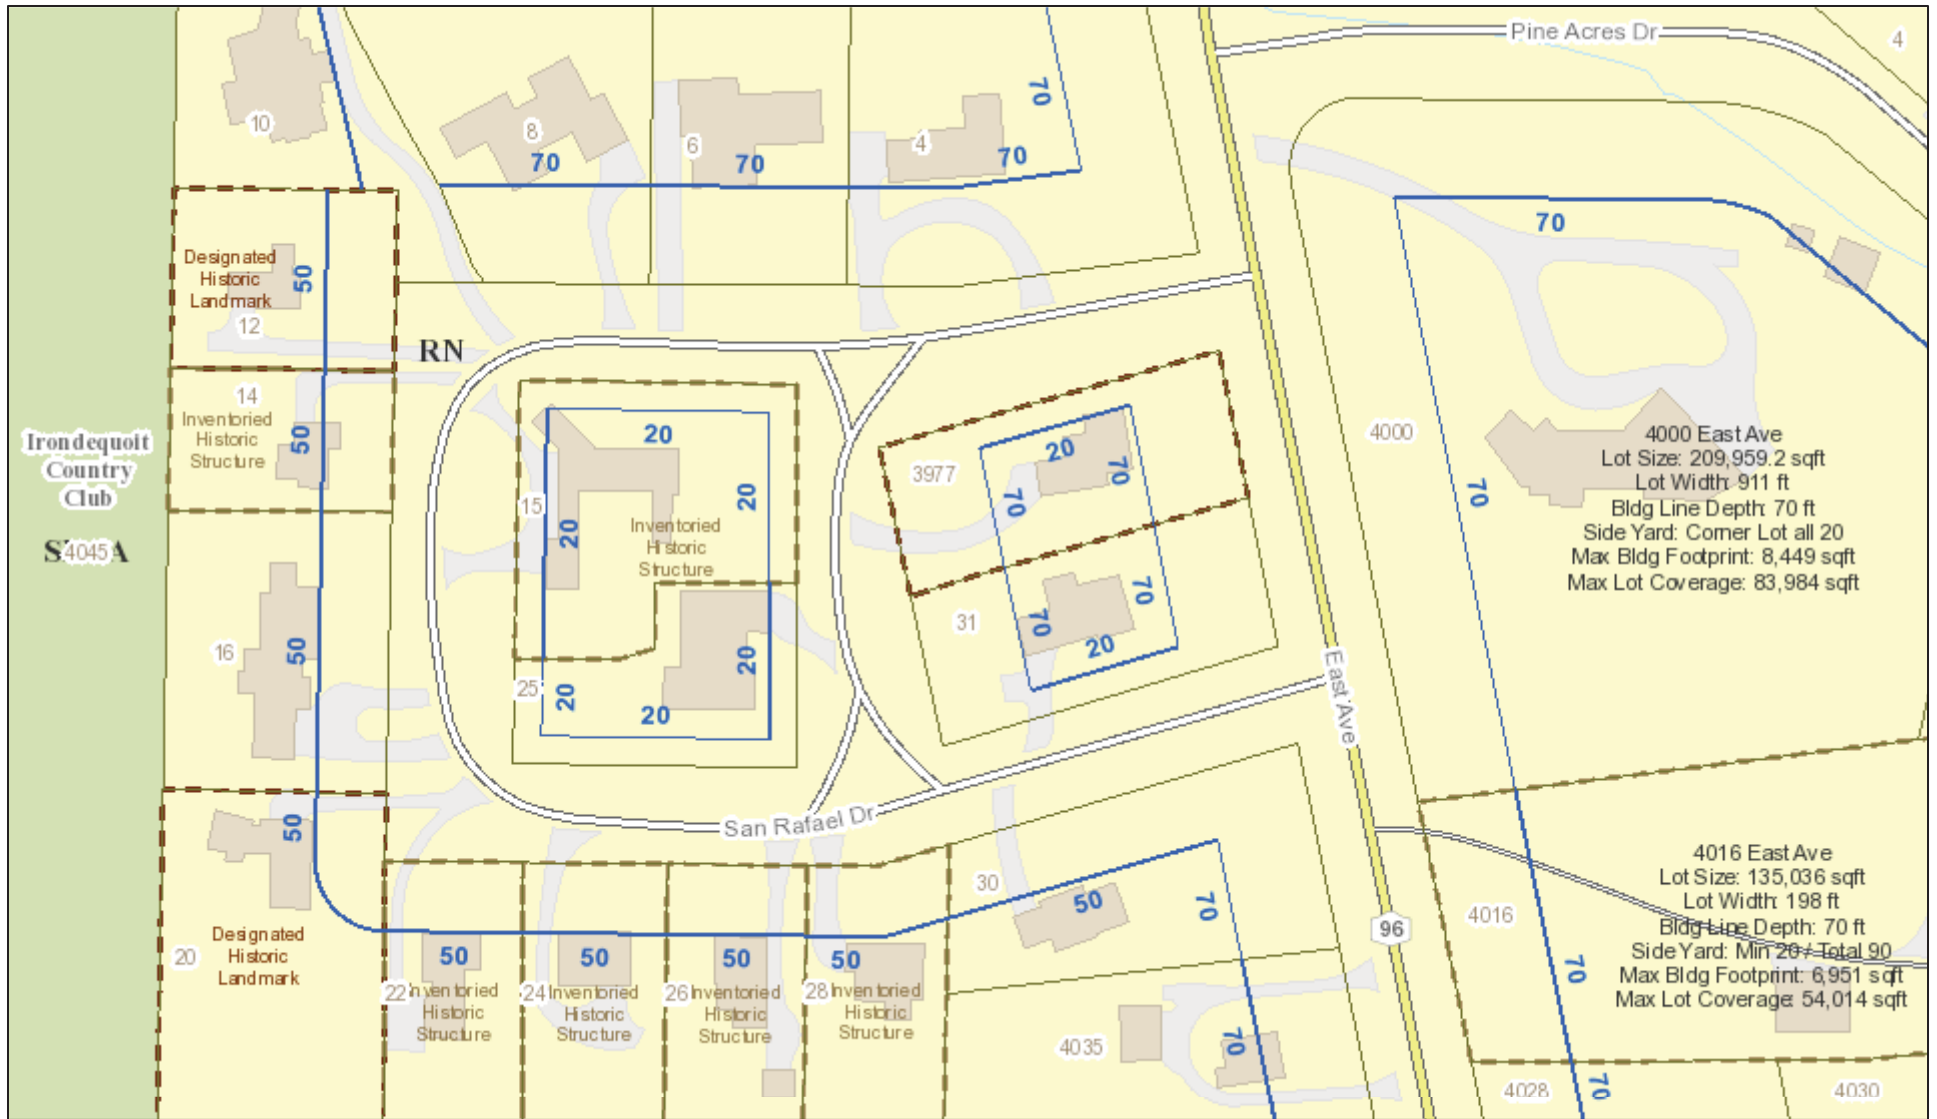 Pine Acres Dr
4
10
8
70
6
70
4
70
70
Designated
Historic
Landmark
50
12
70
RN
14
Inventoried
Historic
Structure
50
Irondequoit
Country
Club
4045
20
15
20
20
Inventoried
Historic
Structure
3977
20
70
70
4000
70
4000 East Ave
Lot Size: 209,959.2 sqft
Lot Width: 911 ft
Bldg Line Depth: 70 ft
Side Yard: Corner Lot all 20
Max Bldg Footprint: 8,449 sqft
Max Lot Coverage: 83,984 sqft
16
50
25
20
20
20
31
70
70
20
East Ave
San Rafael Dr
50
20
Designated
Historic
Landmark
30
50
70
96
4016
70
4016 East Ave
Lot Size: 135,036 sqft
Lot Width: 198 ft
Bldg Line Depth: 70 ft
Side Yard: Min 20 / Total 90
Max Bldg Footprint: 6,951 sqft
Max Lot Coverage: 54,014 sqft
50
22
Inventoried
Historic
Structure
50
24
Inventoried
Historic
Structure
50
26
Inventoried
Historic
Structure
50
28
Inventoried
Historic
Structure
4035
70
4028
70
4030